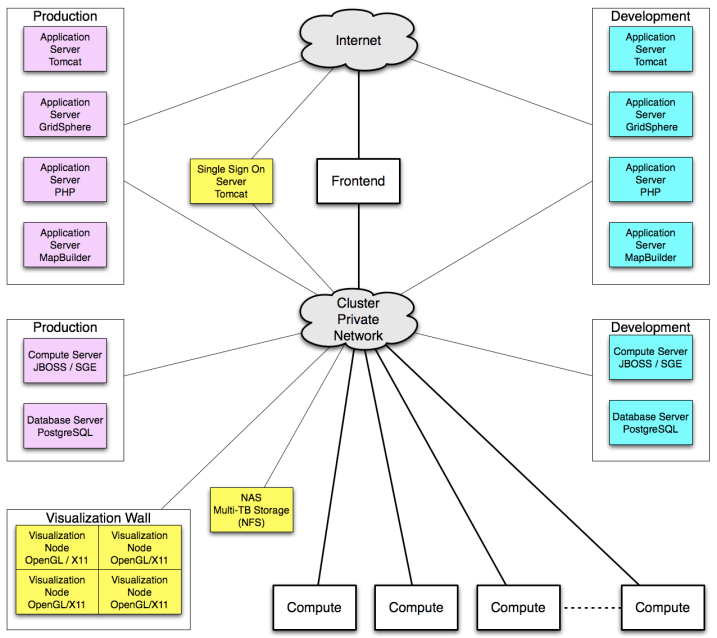 Production
Application
Server
Tomcat
Application
Server
GridSphere
Application
Server
PHP
Application
Server
MapBuilder
Internet
Single Sign On
Server
Tomcat
Frontend
Development
Application
Server
Tomcat
Application
Server
GridSphere
Application
Server
PHP
Application
Server
MapBuilder
Cluster
Private
Network
Production
Compute Server
JBOSS / SGE
Database Server
PostgreSQL
Development
Compute Server
JBOSS / SGE
Database Server
PostgreSQL
Visualization Wall
Visualization
Node
OpenGL / X11
Visualization
Node
OpenGL/X11
Visualization
Node
OpenGL/X11
Visualization
Node
OpenGL/X11
NAS
Multi-TB Storage
(NFS)
Compute
Compute
Compute
Compute